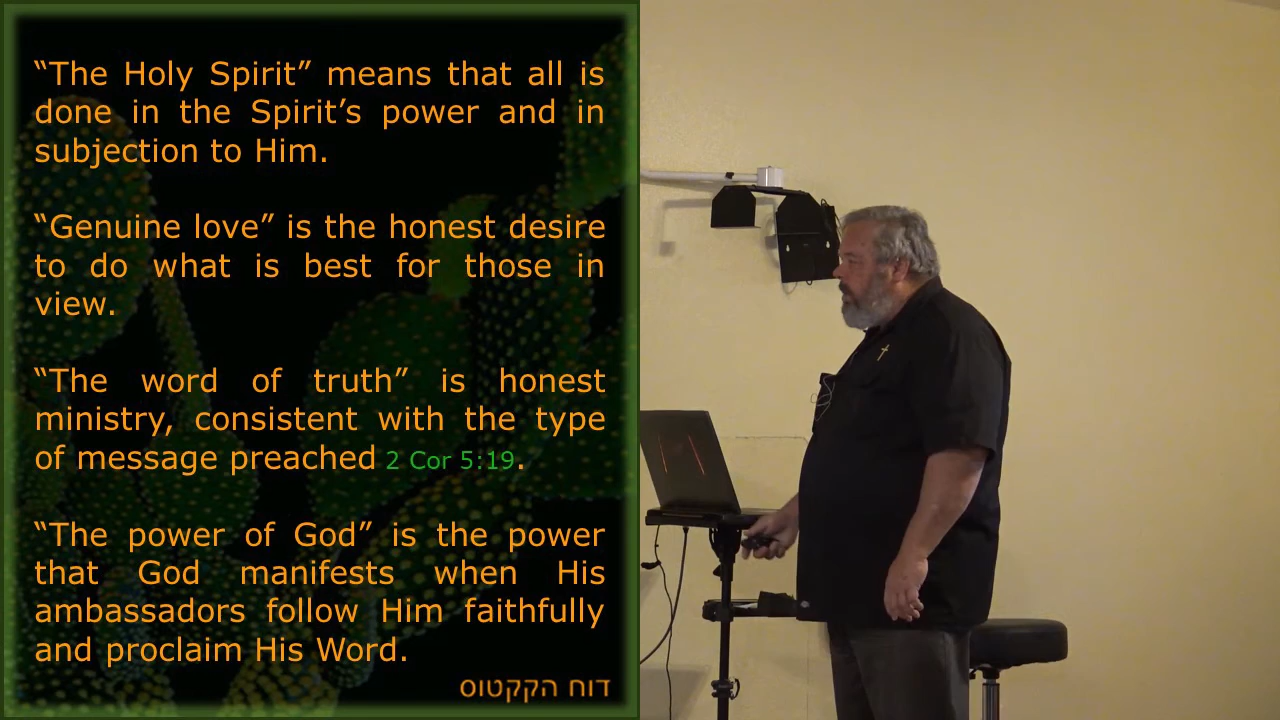 “The Holy Spirit” means that all is
done in the Spirit’s power and in
subjection to Him.
“Genuine love” is the honest desire
to do what is best for those in
view.
“The word of truth” is honest
ministry, consistent with the type
of message preached 2 Cor 5:19.
“The power of God” is the power
that God manifests when His
ambassadors follow Him faithfully
and proclaim His Word.
דוח הקקטוס